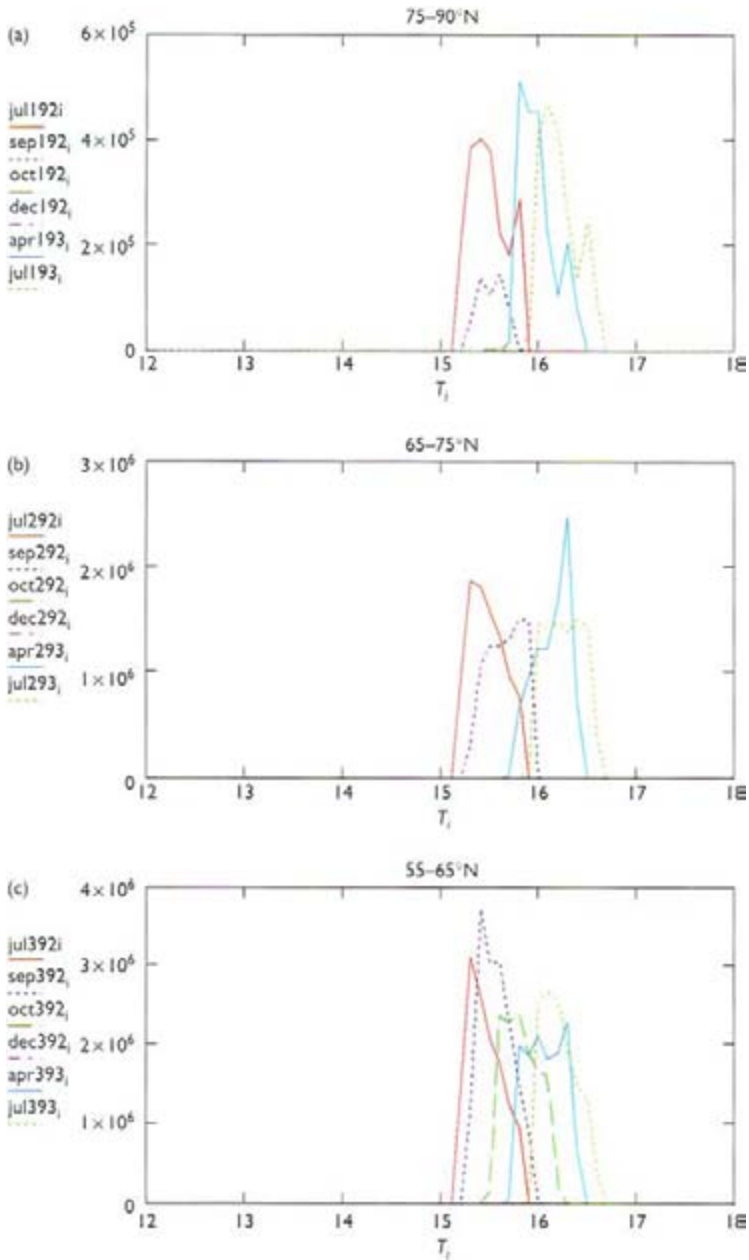 75–90°N
(a)
6×10⁵
4×10⁵
2×10⁵
0
jul192i
sep192ᵢ
oct192ᵢ
dec192ᵢ
apr193ᵢ
jul193ᵢ
12 13 14 15 16 17 18
Tᵢ
65–75°N
(b)
3×10⁶
2×10⁶
1×10⁶
0
jul292i
sep292ᵢ
oct292ᵢ
dec292ᵢ
apr293ᵢ
jul293ᵢ
12 13 14 15 16 17 18
Tᵢ
55–65°N
(c)
4×10⁶
3×10⁶
2×10⁶
1×10⁶
0
jul392i
sep392ᵢ
oct392ᵢ
dec392ᵢ
apr393ᵢ
jul393ᵢ
12 13 14 15 16 17 18
Tᵢ